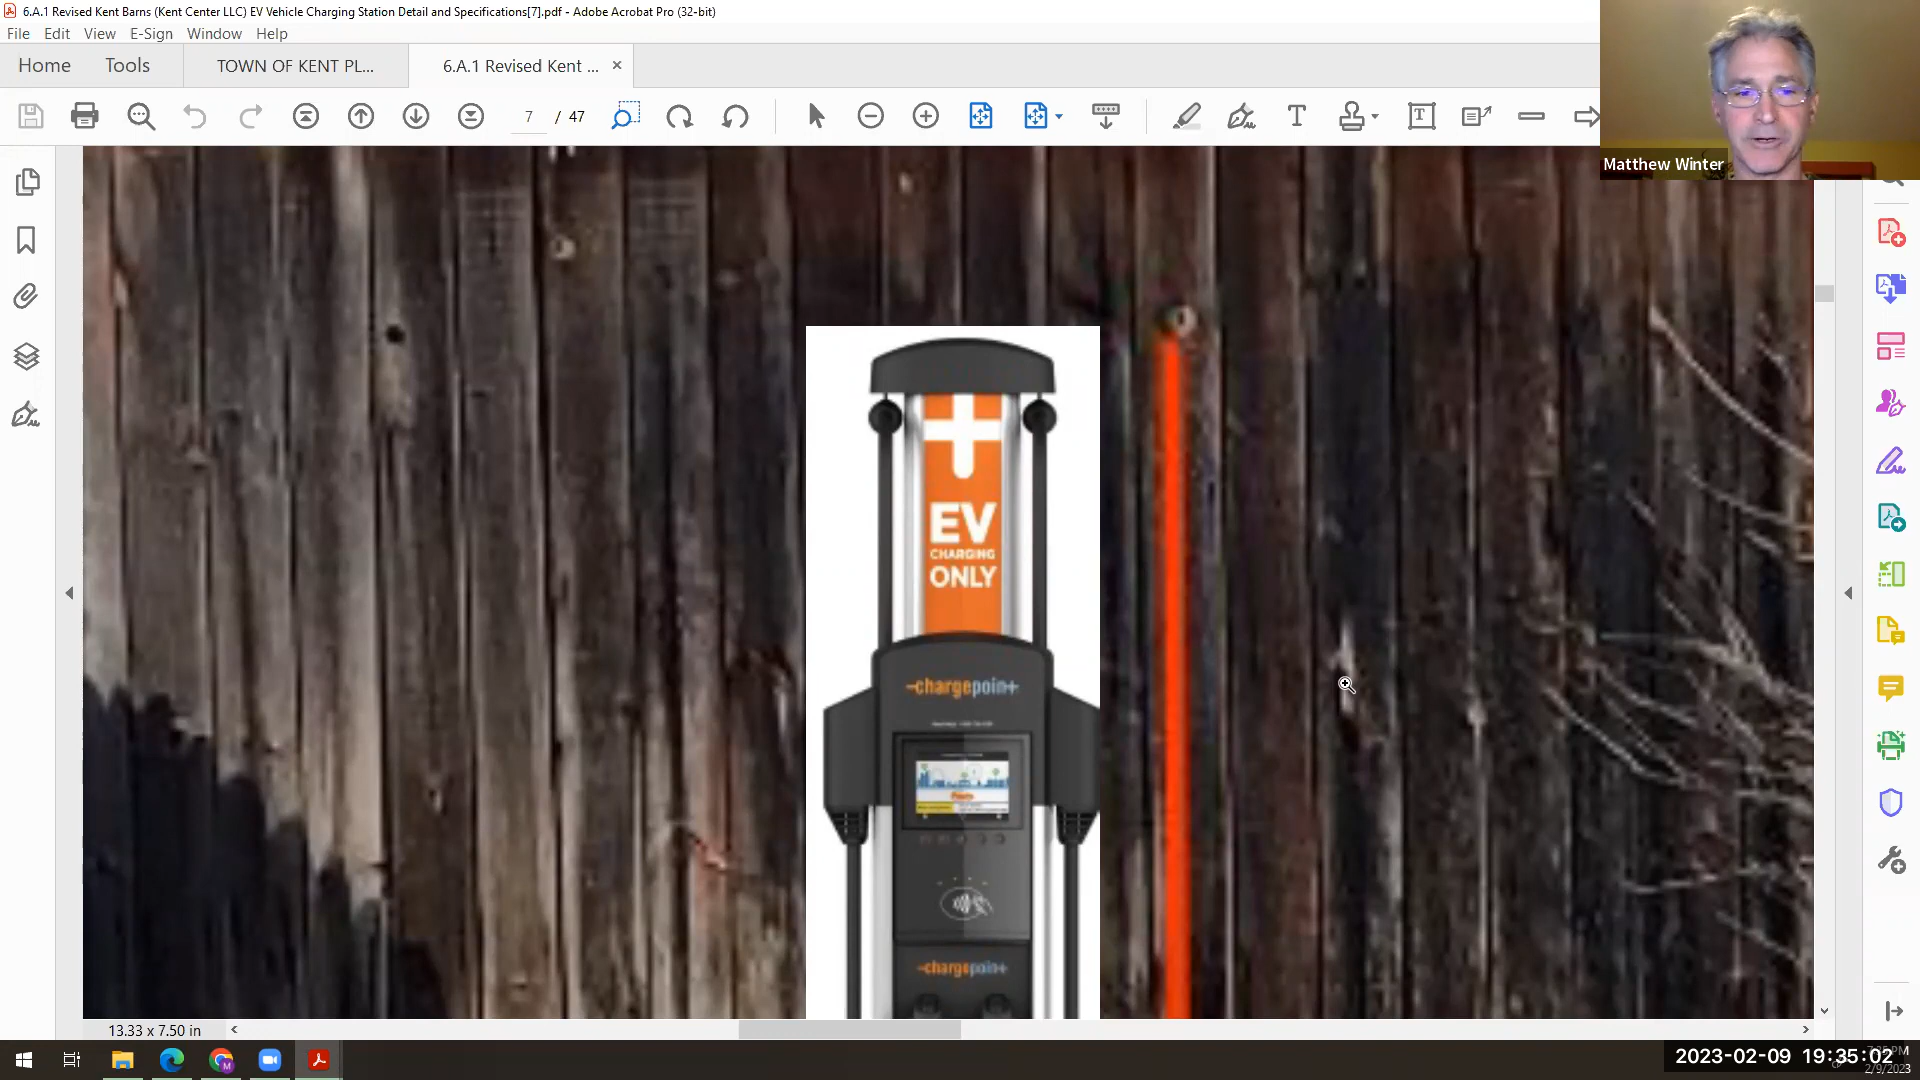 6.A.1 Revised Kent Barns (Kent Center LLC) EV Vehicle Charging Station Detail and Specifications[7].pdf - Adobe Acrobat Pro (32-bit)
File Edit View E-Sign Window Help
Home Tools TOWN OF KENT PL... 6.A.1 Revised Kent ... ×
7 / 47
Matthew Winter
EV
CHARGING
ONLY
-chargepoin+
-chargepoin+
13.33 x 7.50 in
2023-02-09 19:35:02